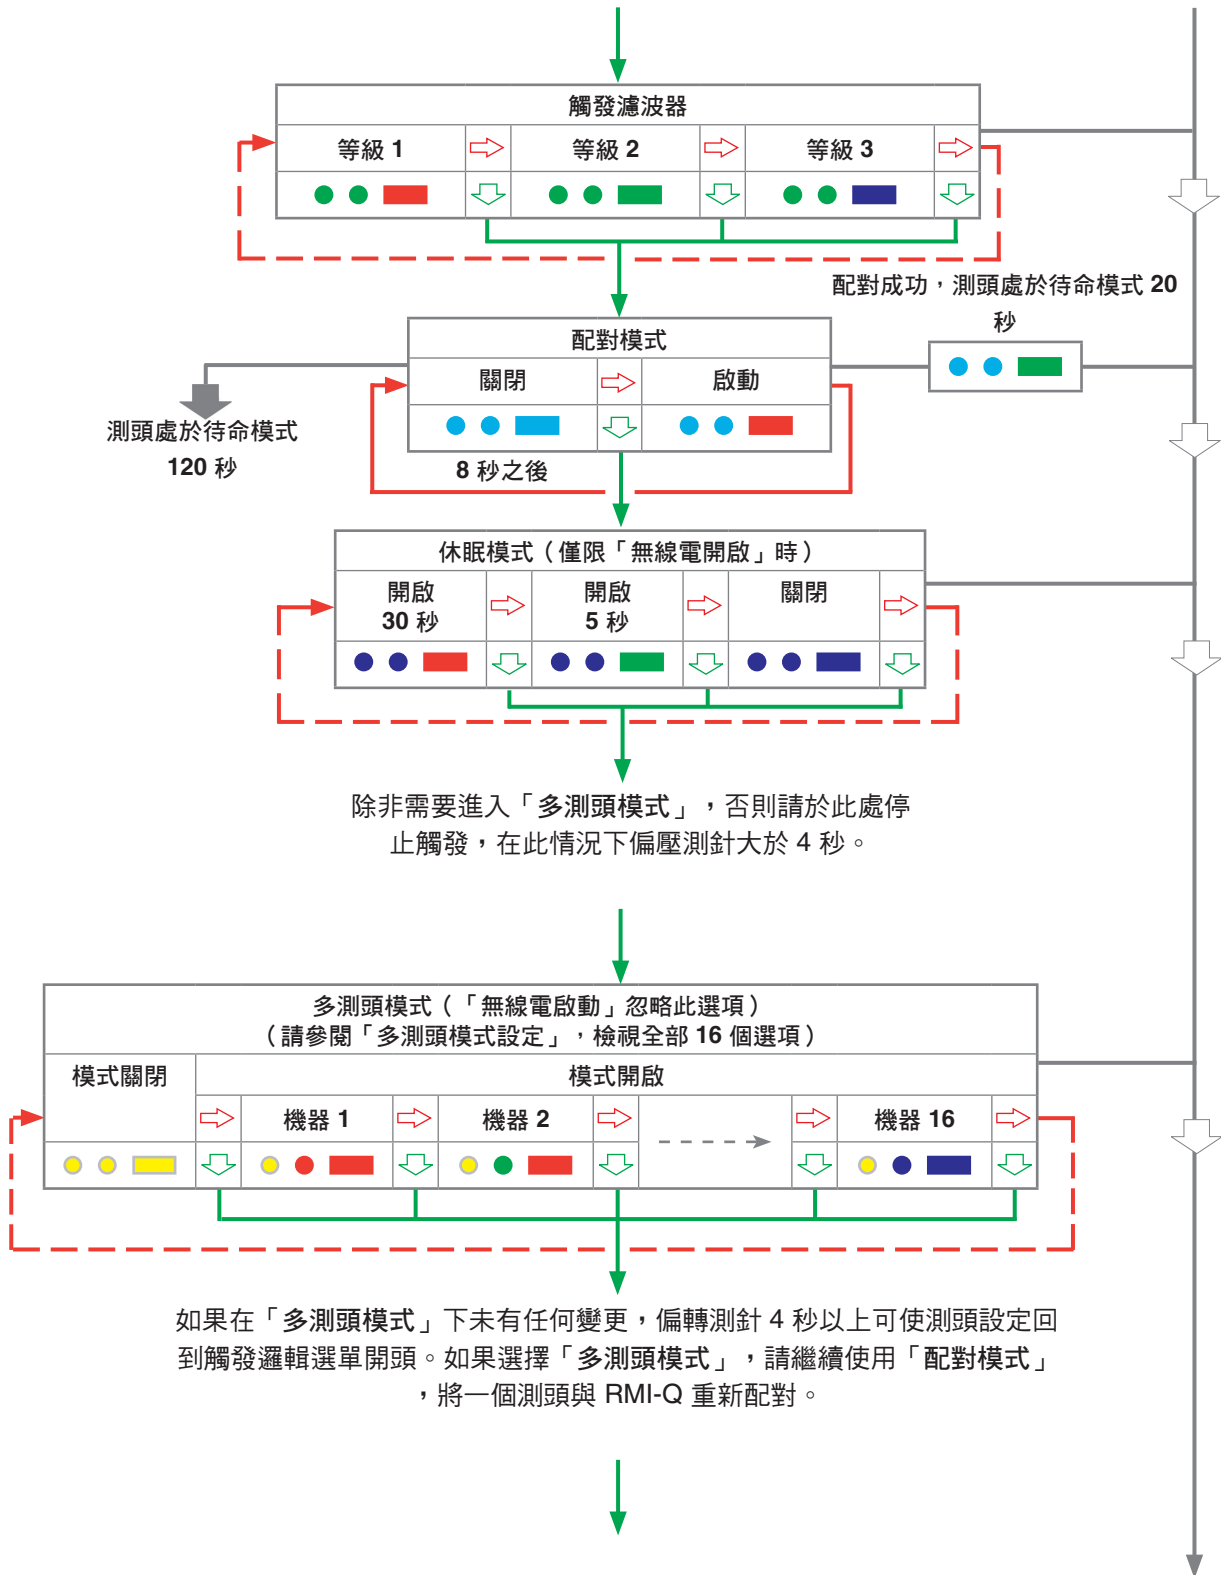 觸發濾波器
等級 1
等級 2
等級 3
配對成功，測頭處於待命模式 20
秒
配對模式
關閉
啟動
測頭處於待命模式
120 秒
8 秒之後
休眠模式（僅限「無線電開啟」時）
開啟
30 秒
開啟
5 秒
關閉
除非需要進入「多測頭模式」，否則請於此處停
止觸發，在此情況下偏壓測針大於 4 秒。
多測頭模式（「無線電啟動」忽略此選項）
（請參閱「多測頭模式設定」，檢視全部 16 個選項）
模式關閉
模式開啟
機器 1
機器 2
機器 16
如果在「多測頭模式」下未有任何變更，偏轉測針 4 秒以上可使測頭設定回
到觸發邏輯選單開頭。如果選擇「多測頭模式」，請繼續使用「配對模式」
，將一個測頭與 RMI-Q 重新配對。